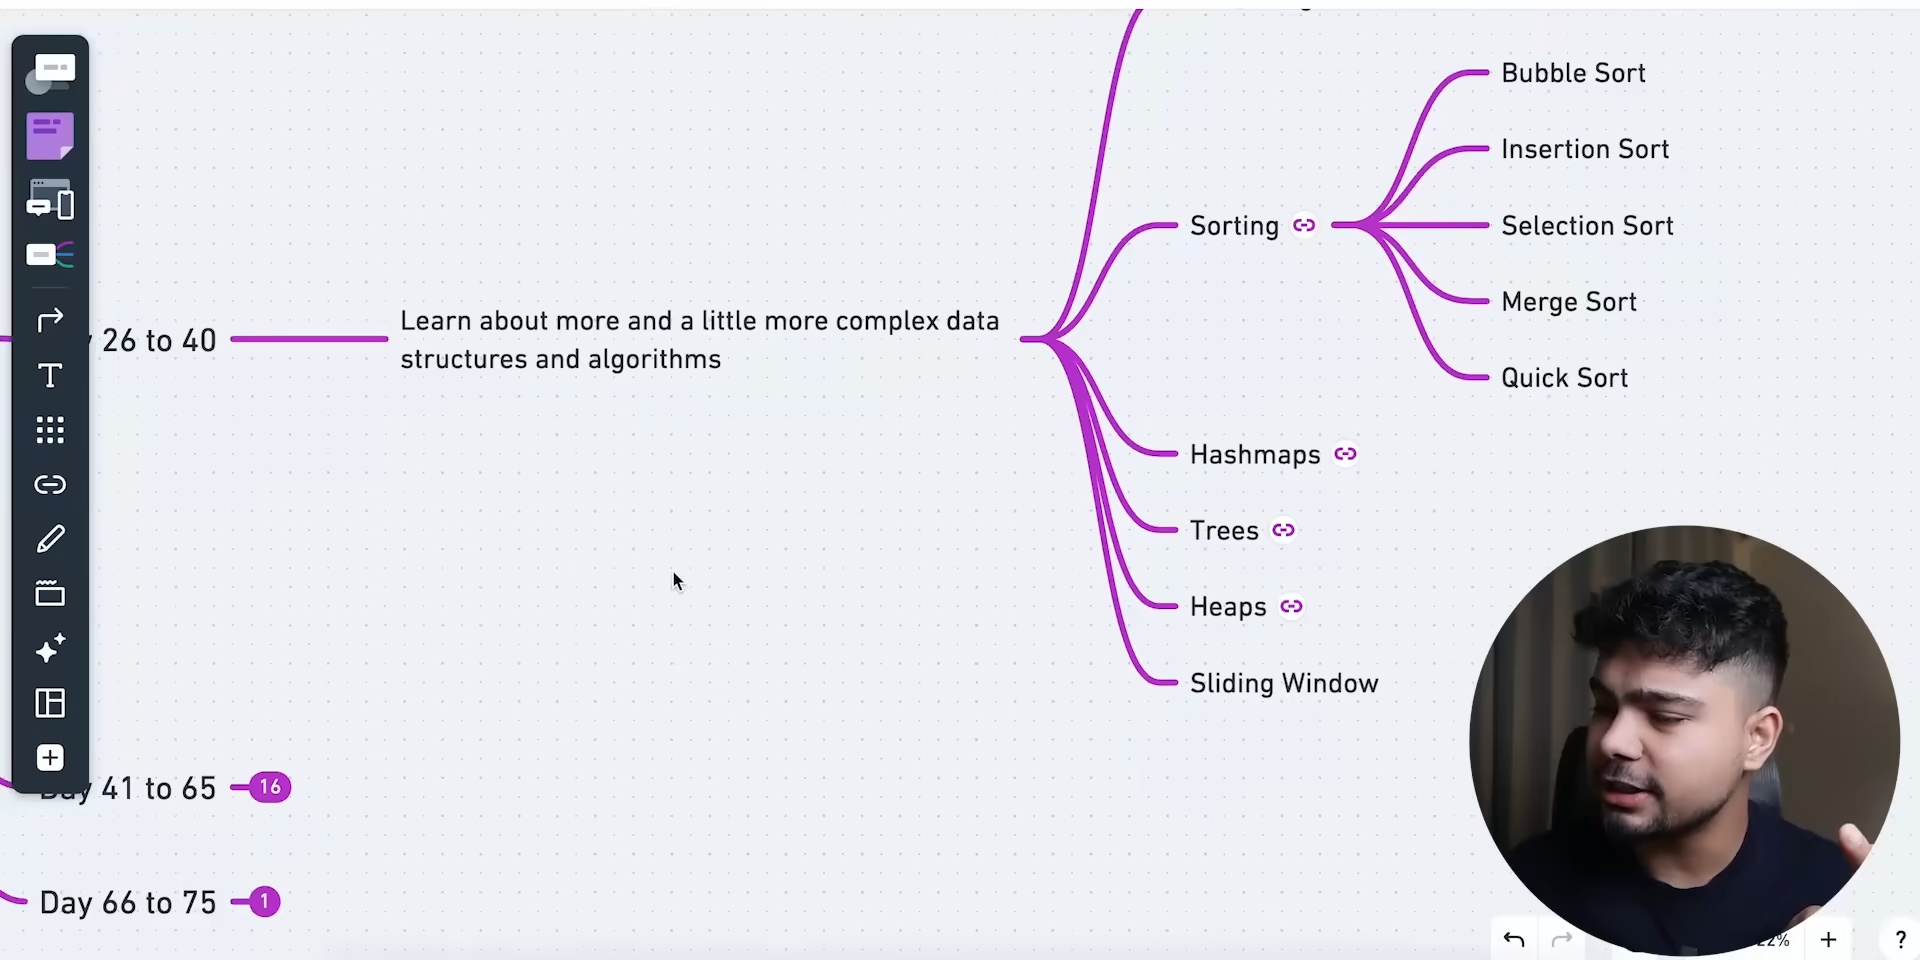 Bubble Sort
Insertion Sort
Sorting
Selection Sort
Merge Sort
Quick Sort
26 to 40
Learn about more and a little more complex data
structures and algorithms
Hashmaps
Trees
Heaps
Sliding Window
Day 41 to 65
16
Day 66 to 75
1
T
?